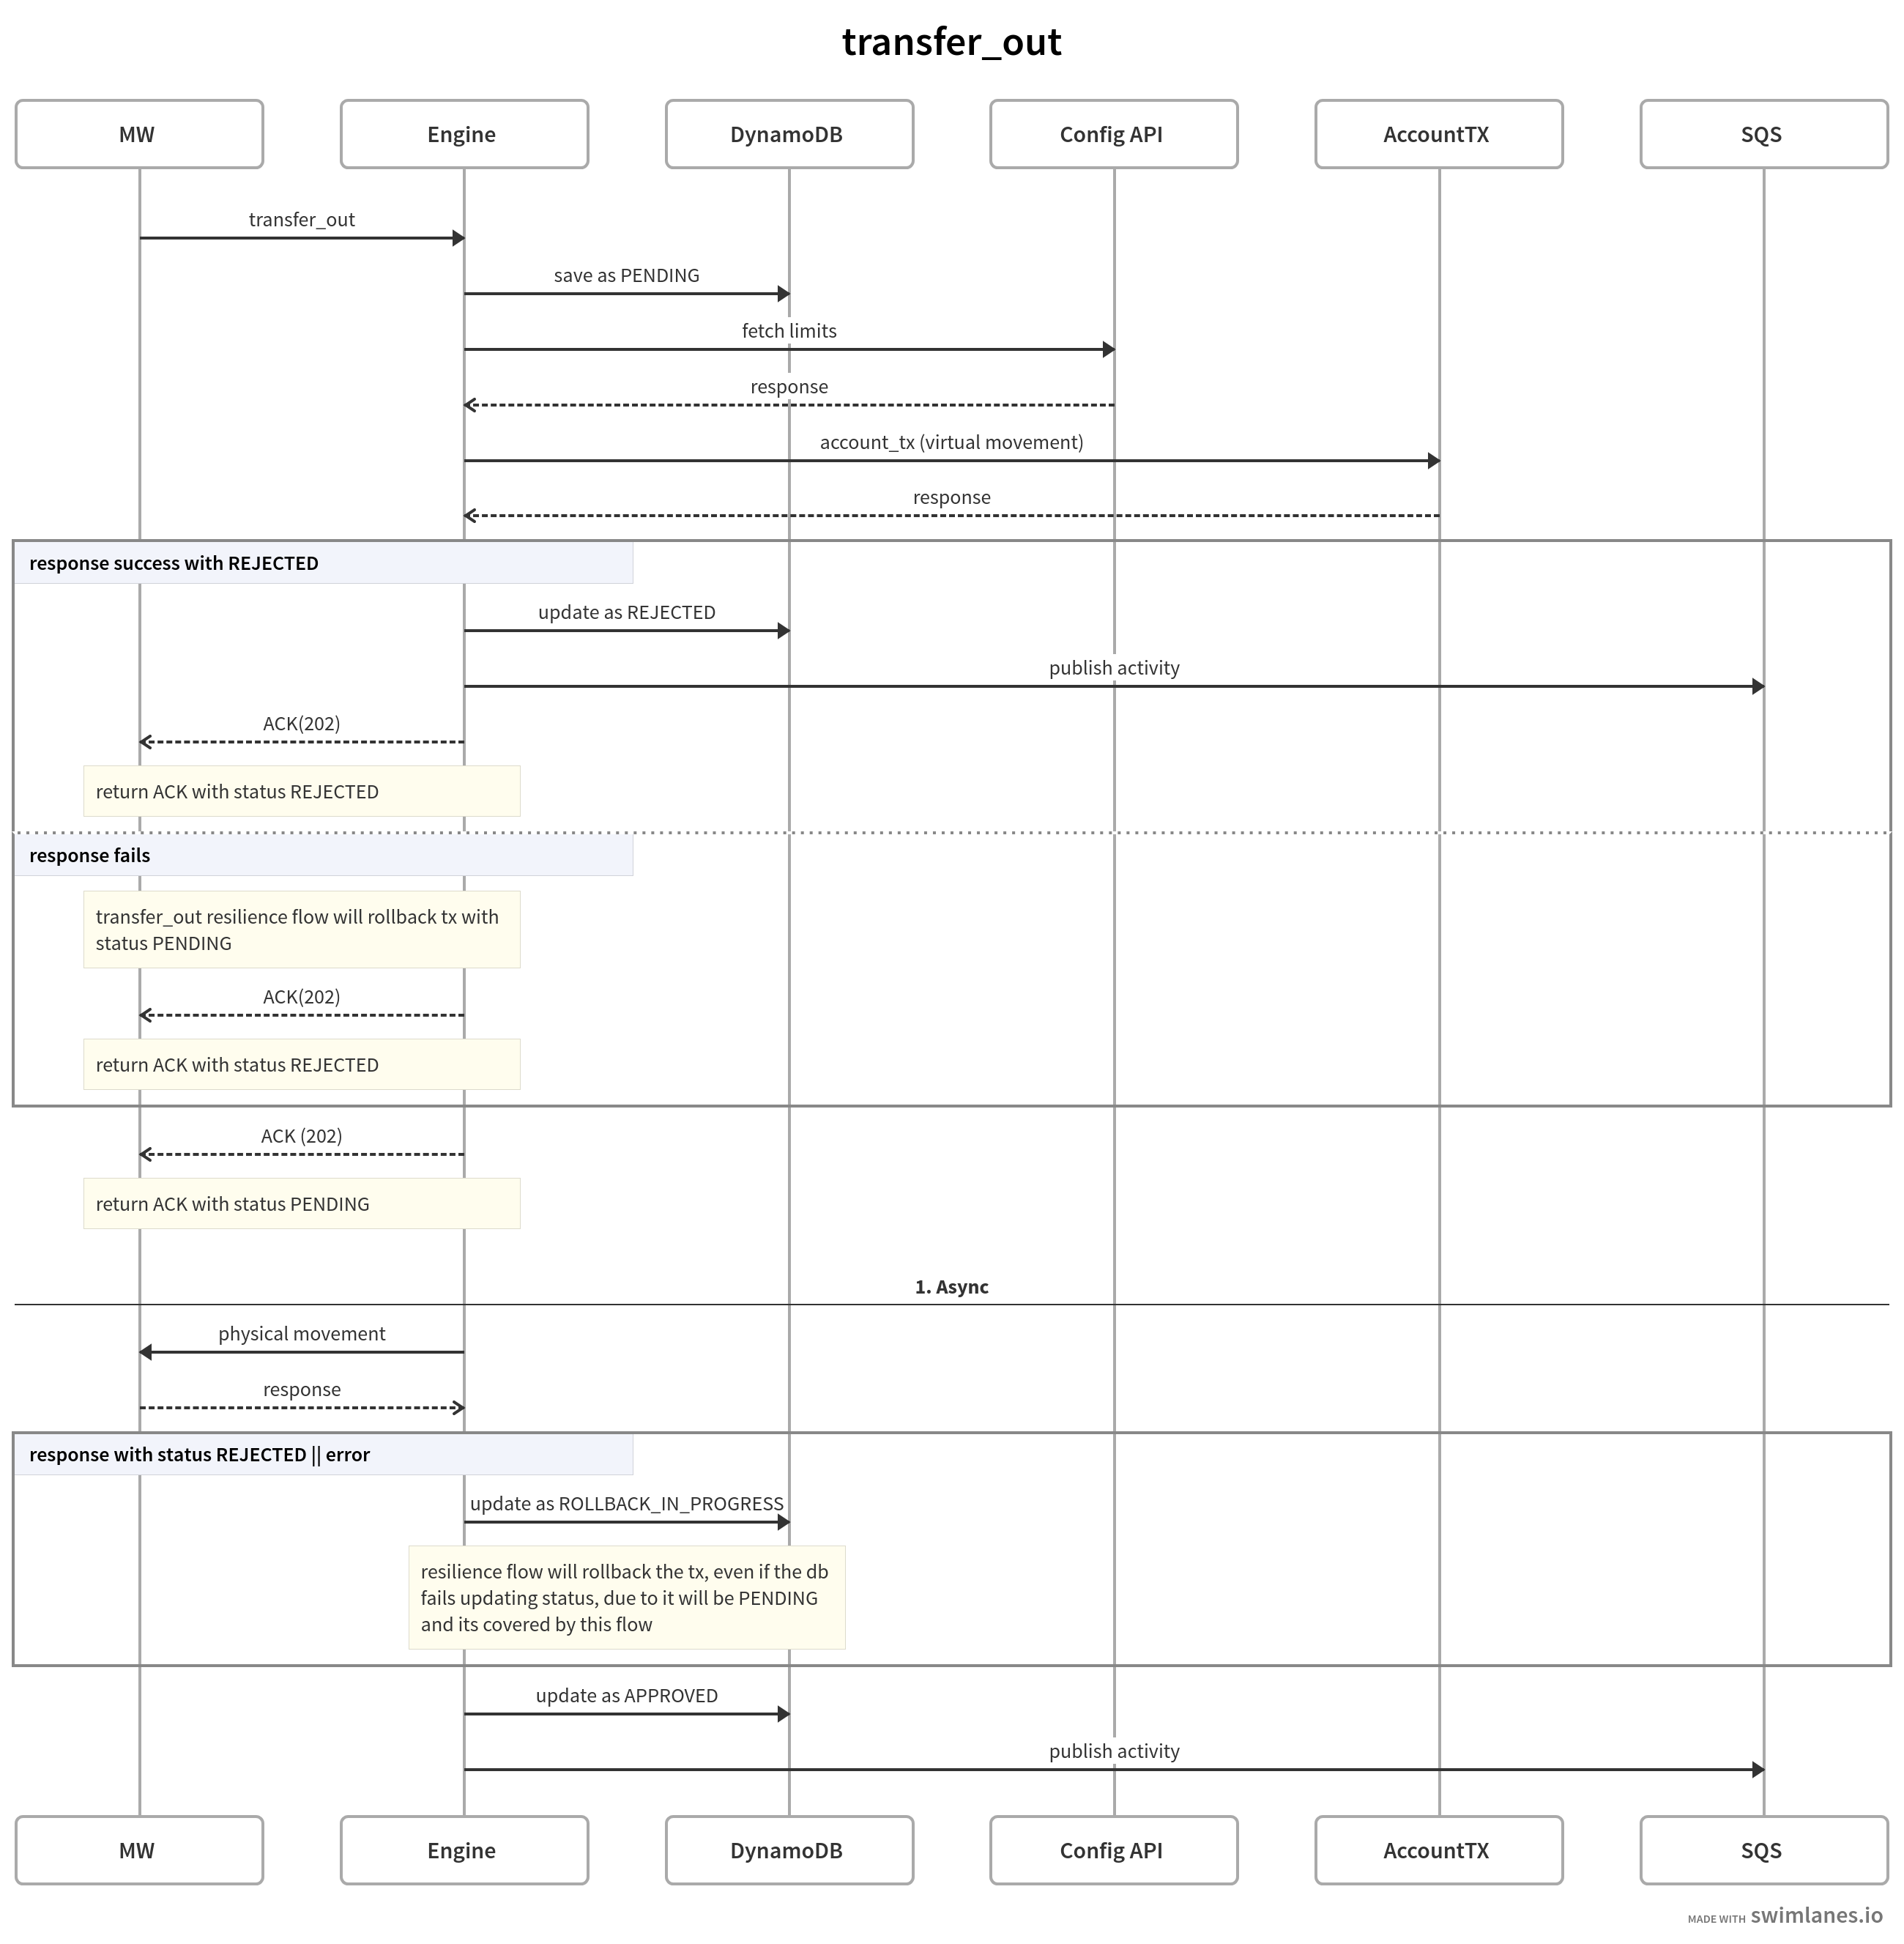 transfer_out
MW
Engine
DynamoDB
Config API
AccountTX
SQS
transfer_out
save as PENDING
fetch limits
response
account_tx (virtual movement)
response
response success with REJECTED
update as REJECTED
publish activity
ACK(202)
return ACK with status REJECTED
response fails
transfer_out resilience flow will rollback tx with
status PENDING
ACK(202)
return ACK with status REJECTED
ACK (202)
return ACK with status PENDING
1. Async
physical movement
response
response with status REJECTED || error
update as ROLLBACK_IN_PROGRESS
resilience flow will rollback the tx, even if the db
fails updating status, due to it will be PENDING
and its covered by this flow
update as APPROVED
publish activity
MW
Engine
DynamoDB
Config API
AccountTX
SQS
MADE WITH swimlanes.io